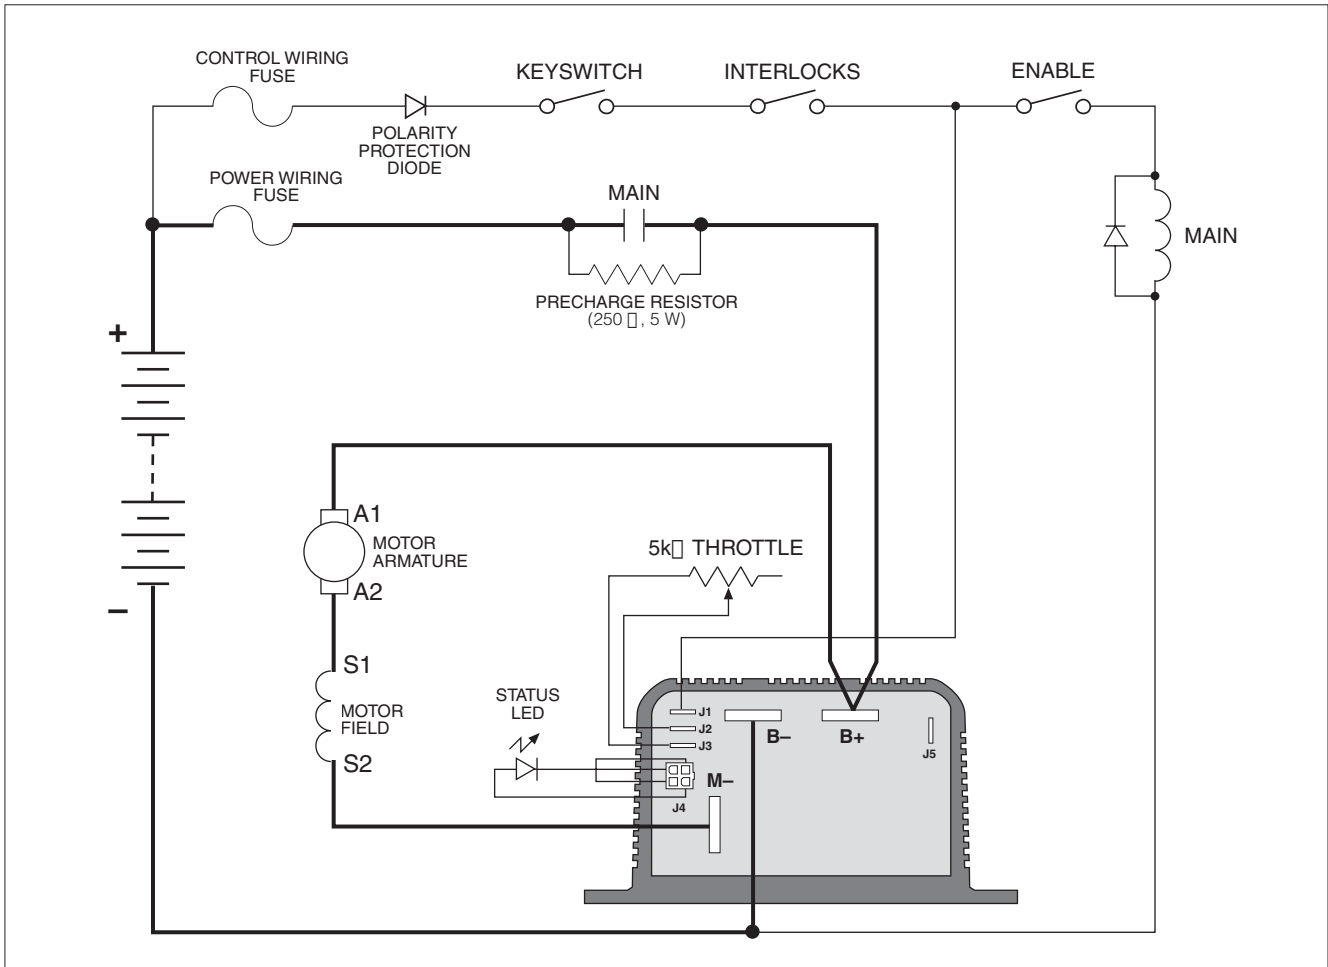 CONTROL WIRING
FUSE
KEYSWITCH
INTERLOCKS
ENABLE
POLARITY
PROTECTION
DIODE
POWER WIRING
FUSE
MAIN
MAIN
PRECHARGE RESISTOR
(250 ▯, 5 W)
+
–
A1
MOTOR
ARMATURE
A2
5k▯ THROTTLE
S1
MOTOR
FIELD
S2
STATUS
LED
J1
J2
J3
B–
B+
J5
M–
J4